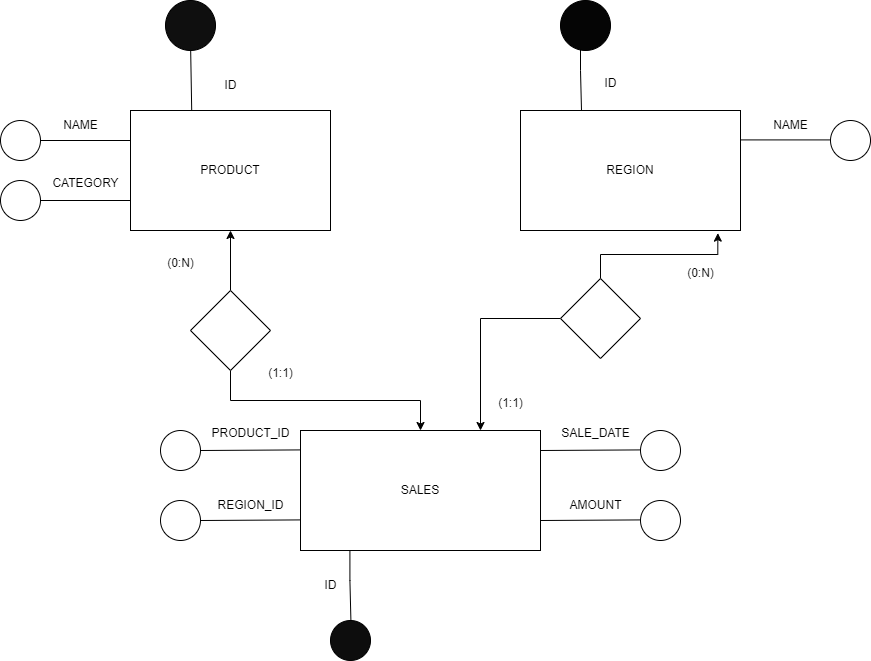 ID
ID
NAME
NAME
CATEGORY
PRODUCT
REGION
(0:N)
(0:N)
(1:1)
(1:1)
PRODUCT_ID
SALE_DATE
SALES
REGION_ID
AMOUNT
ID